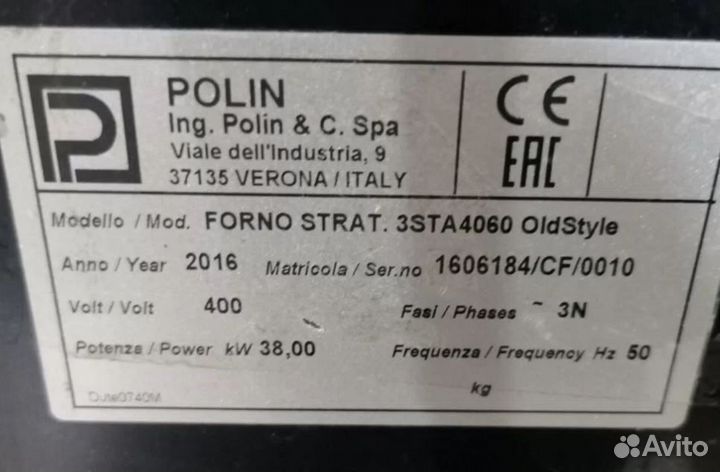 POLIN
Ing. Polin & C. Spa
Viale dell'Industria, 9
37135 VERONA / ITALY
CE
EAC
Modello / Mod. FORNO STRAT. 3STA4060 OldStyle
Anno / Year 2016 Matricola / Ser.no 1606184/CF/0010
Volt / Volt 400 Fasi / Phases ~ 3N
Potenza / Power kW 38,00 Frequenza / Frequency Hz 50
kg
Avito